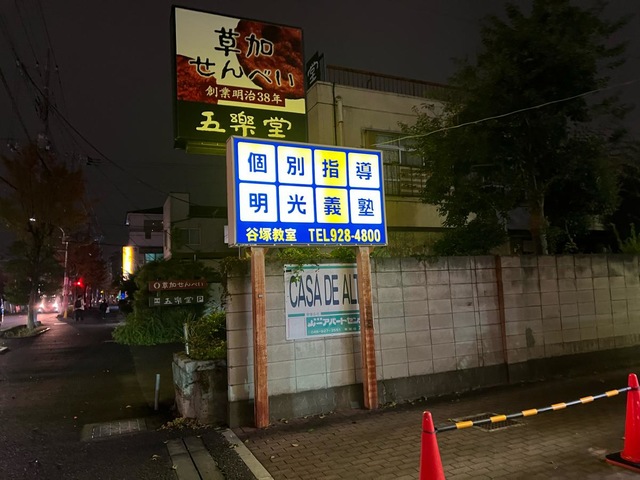 草加
せんべい
創業明治38年
五樂堂
個別指導
明光義塾
谷塚教室 TEL928-4800
草加せんべい
五樂堂
CASA DE AL